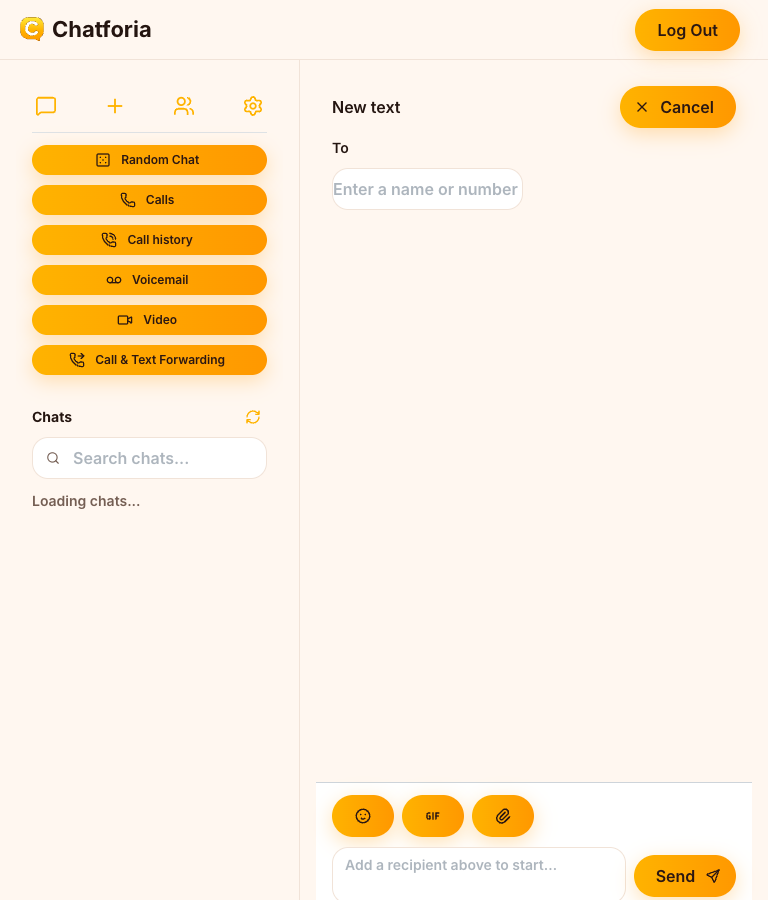 Chatforia
Log Out
Random Chat
Calls
Call history
Voicemail
Video
Call & Text Forwarding
Chats
Search chats...
Loading chats...
New text
Cancel
To
Enter a name or number
GIF
Add a recipient above to start...
Send